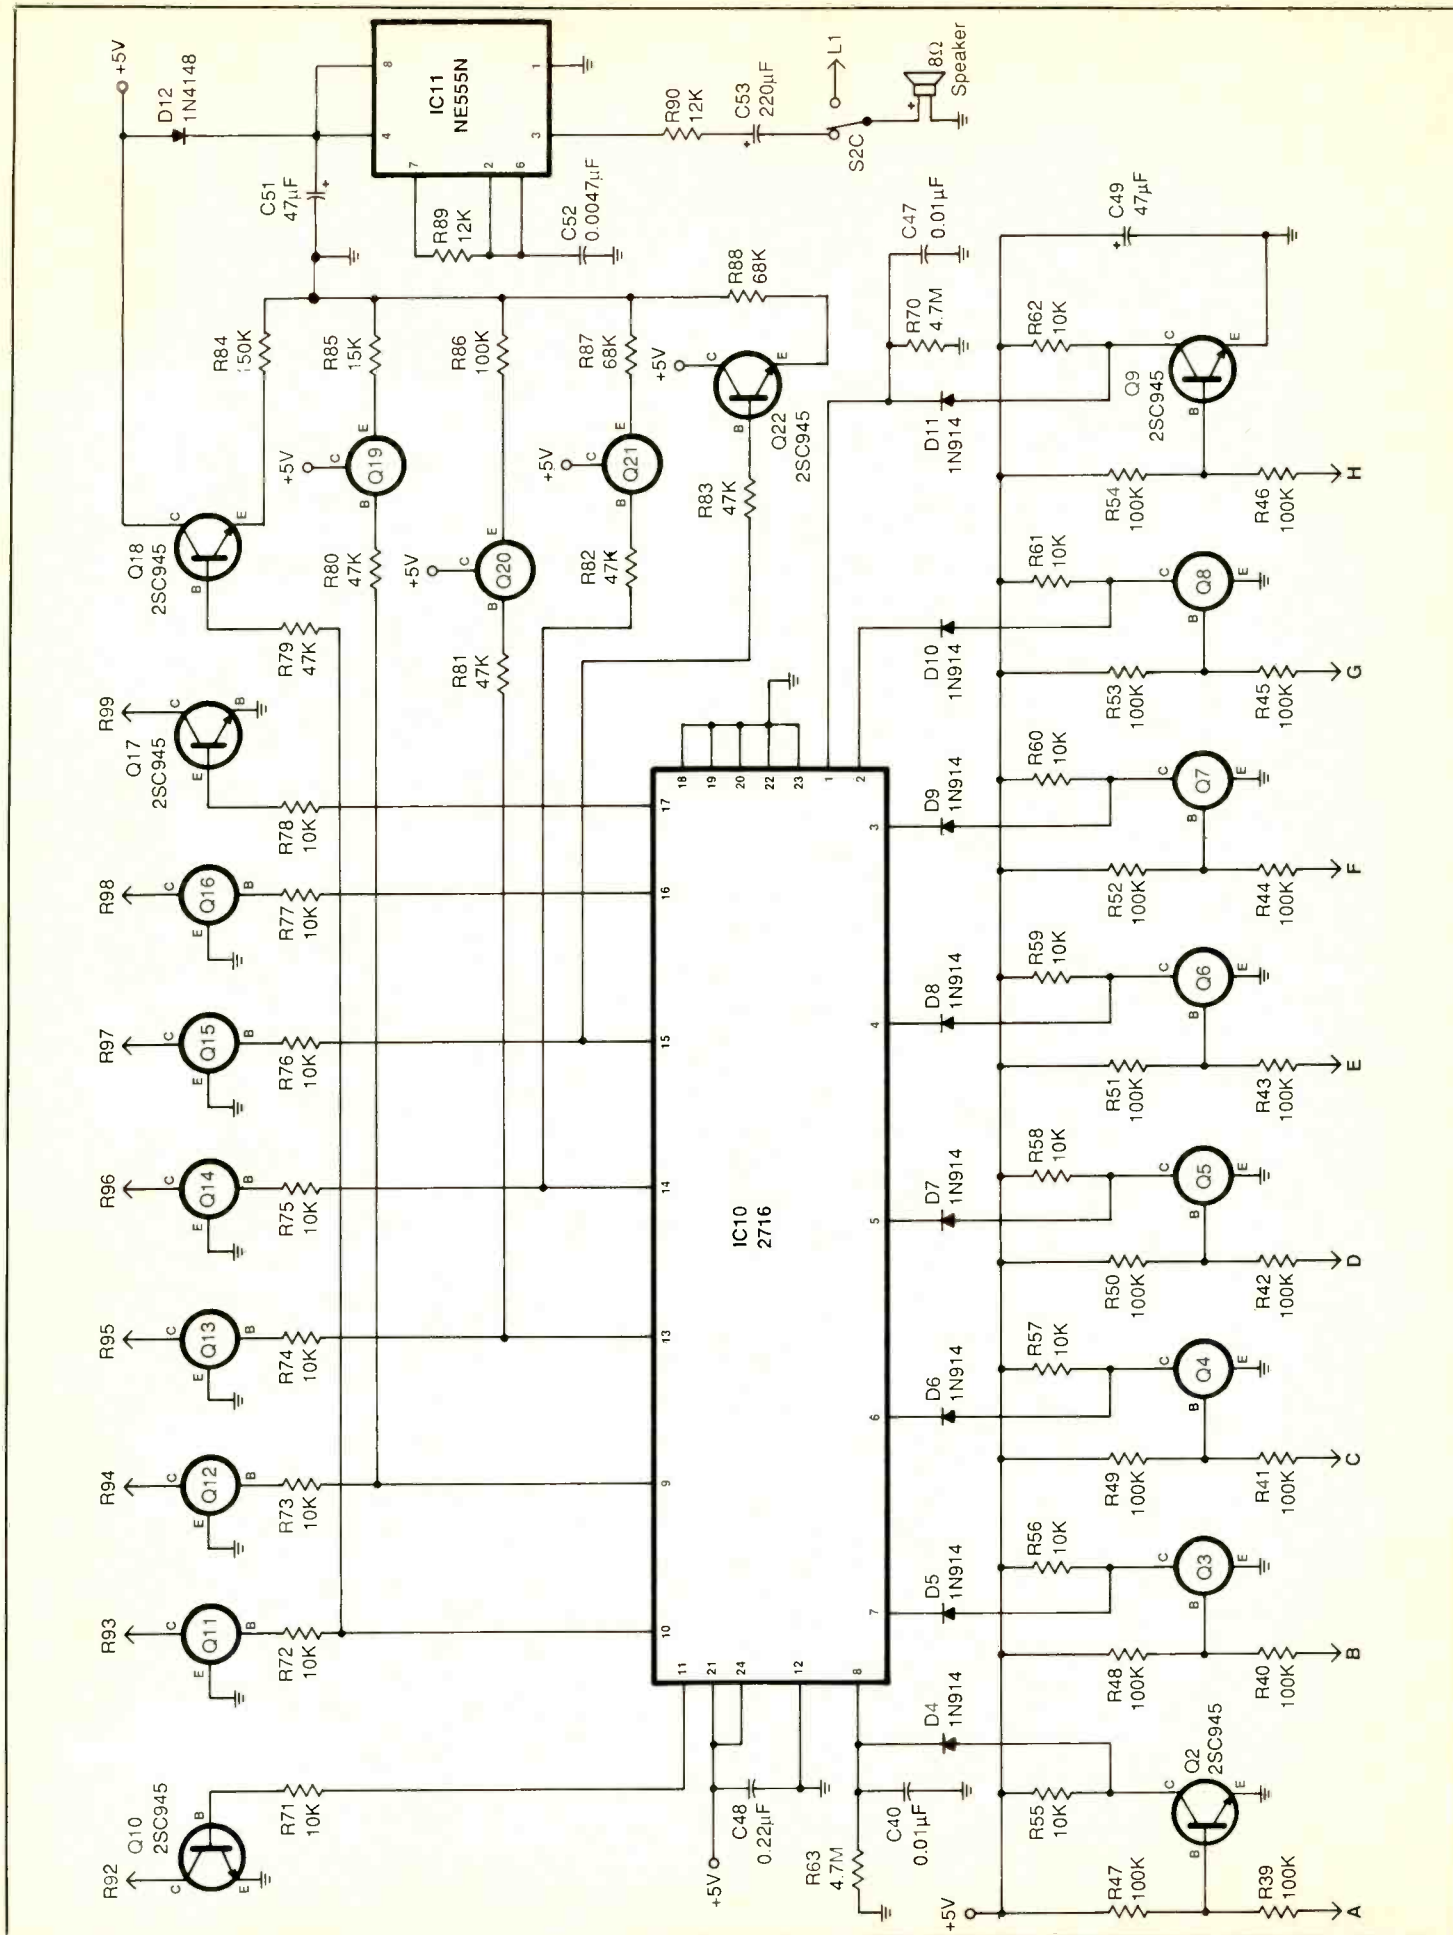 +5V
D12
1N4148
IC11
NE555N
8
4
1
3
7
2
6
C51
47µF
+
R89
12K
C52
0.0047µF
R90
12K
C53
220µF
+
S2C
L1
8Ω
Speaker
+
R84
150K
R85
15K
R86
100K
R87
68K
R88
68K
+5V
C
B
E
Q22
2SC945
R83
47K
+5V
C
B
E
Q19
R80
47K
+5V
C
B
E
Q20
R81
47K
+5V
C
B
E
Q21
R82
47K
Q18
2SC945
C
B
E
R79
47K
R99
Q17
2SC945
C
E
B
R78
10K
R98
C
Q16
E
B
R77
10K
R97
C
Q15
E
B
R76
10K
R96
C
Q14
E
B
R75
10K
R95
C
Q13
E
B
R74
10K
R94
C
Q12
E
B
R73
10K
R93
C
Q11
E
B
R72
10K
R92
Q10
2SC945
C
B
E
R71
10K
IC10
2716
17
16
15
14
13
9
10
18
19
20
22
23
1
2
3
4
5
6
7
11
21
24
12
8
+5V
C48
0.22µF
R63
4.7M
C40
0.01µF
C47
0.01µF
R70
4.7M
C49
47µF
+
D11
1N914
R62
10K
Q9
2SC945
C
B
E
R54
100K
R46
100K
H
D10
1N914
R61
10K
C
Q8
B
E
R53
100K
R45
100K
G
D9
1N914
R60
10K
C
Q7
B
E
R52
100K
R44
100K
F
D8
1N914
R59
10K
C
Q6
B
E
R51
100K
R43
100K
E
D7
1N914
R58
10K
C
Q5
B
E
R50
100K
R42
100K
D
D6
1N914
R57
10K
C
Q4
B
E
R49
100K
R41
100K
C
D5
1N914
R56
10K
C
Q3
B
E
R48
100K
R40
100K
B
D4
1N914
R55
10K
Q2
2SC945
C
B
E
+5V
R47
100K
R39
100K
A